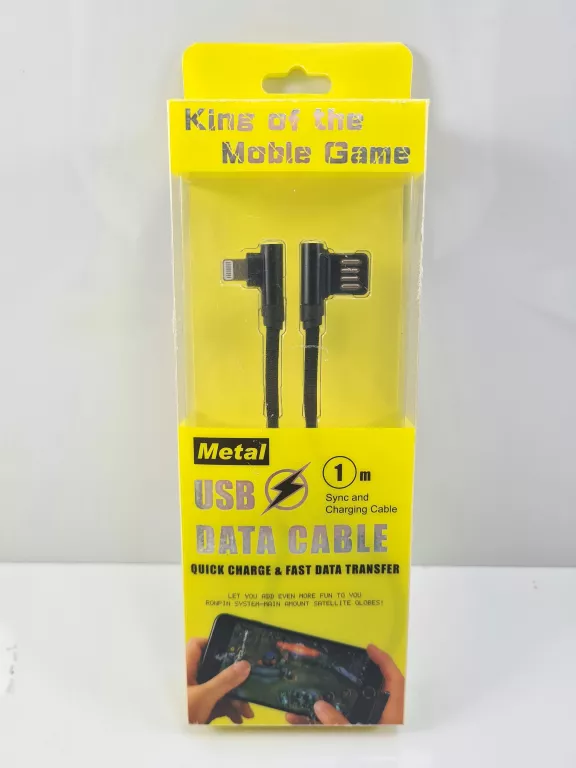 King of the
Moble Game
Metal
USB
1 m
Sync and
Charging Cable
DATA CABLE
QUICK CHARGE & FAST DATA TRANSFER
LET YOU ADD EVEN MORE FUN TO YOU
RONPIN SYSTEM-MAIN AMOUNT SATELLITE GLOBES!